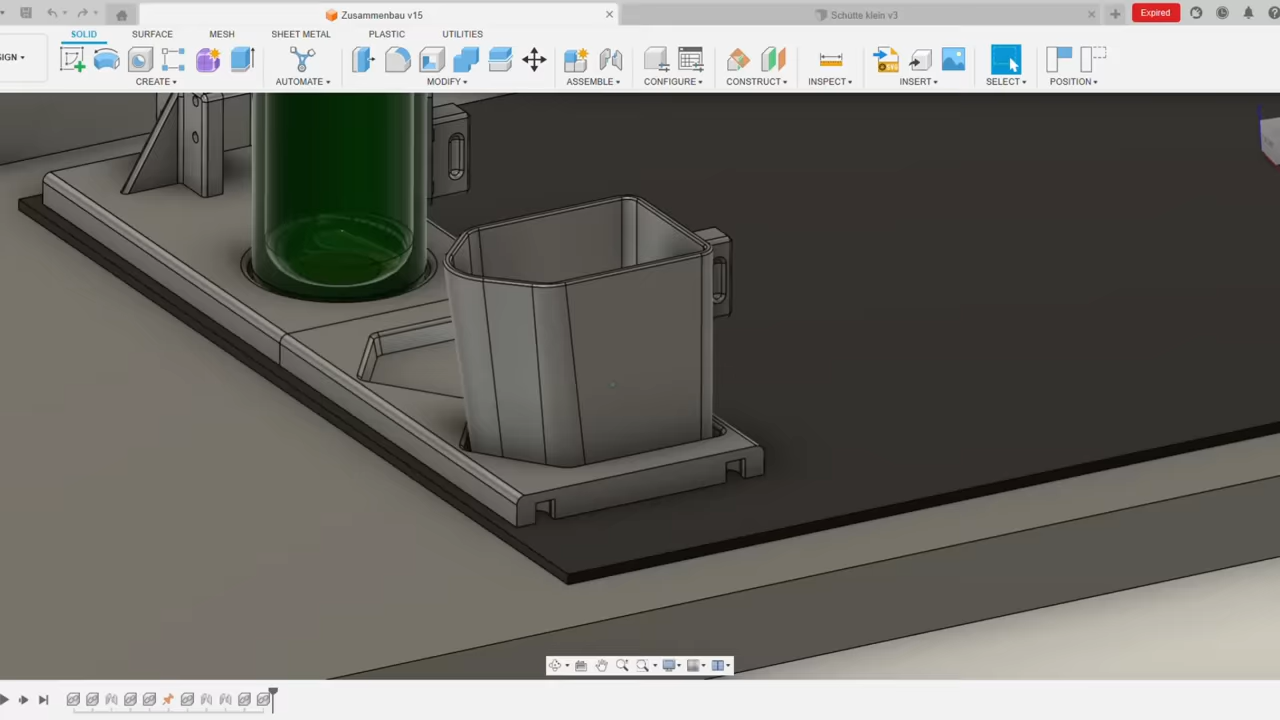 Zusammenbau v15
Schütte klein v3
Expired
SOLID
SURFACE
MESH
SHEET METAL
PLASTIC
UTILITIES
SIGN
CREATE
AUTOMATE
MODIFY
ASSEMBLE
CONFIGURE
CONSTRUCT
INSPECT
INSERT
SELECT
POSITION